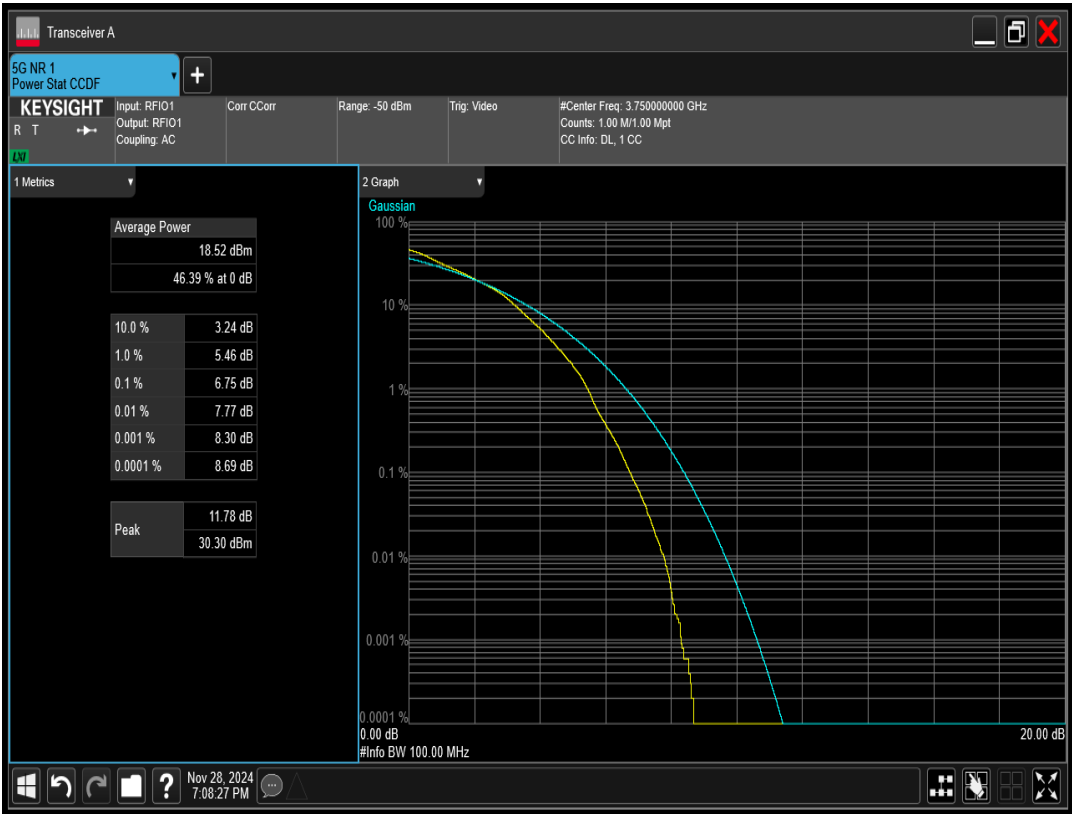 Transceiver A
5G NR 1
Power Stat CCDF
+
KEYSIGHT
R T
LXI
Input: RFIO1
Output: RFIO1
Coupling: AC
Corr CCorr
Range: -50 dBm
Trig: Video
#Center Freq: 3.750000000 GHz
Counts: 1.00 M/1.00 Mpt
CC Info: DL, 1 CC
1 Metrics
Average Power
18.52 dBm
46.39 % at 0 dB
10.0 % 3.24 dB
1.0 % 5.46 dB
0.1 % 6.75 dB
0.01 % 7.77 dB
0.001 % 8.30 dB
0.0001 % 8.69 dB
Peak
11.78 dB
30.30 dBm
2 Graph
Gaussian
100 %
10 %
1 %
0.1 %
0.01 %
0.001 %
0.0001 %
0.00 dB 20.00 dB
#Info BW 100.00 MHz
?
Nov 28, 2024
7:08:27 PM